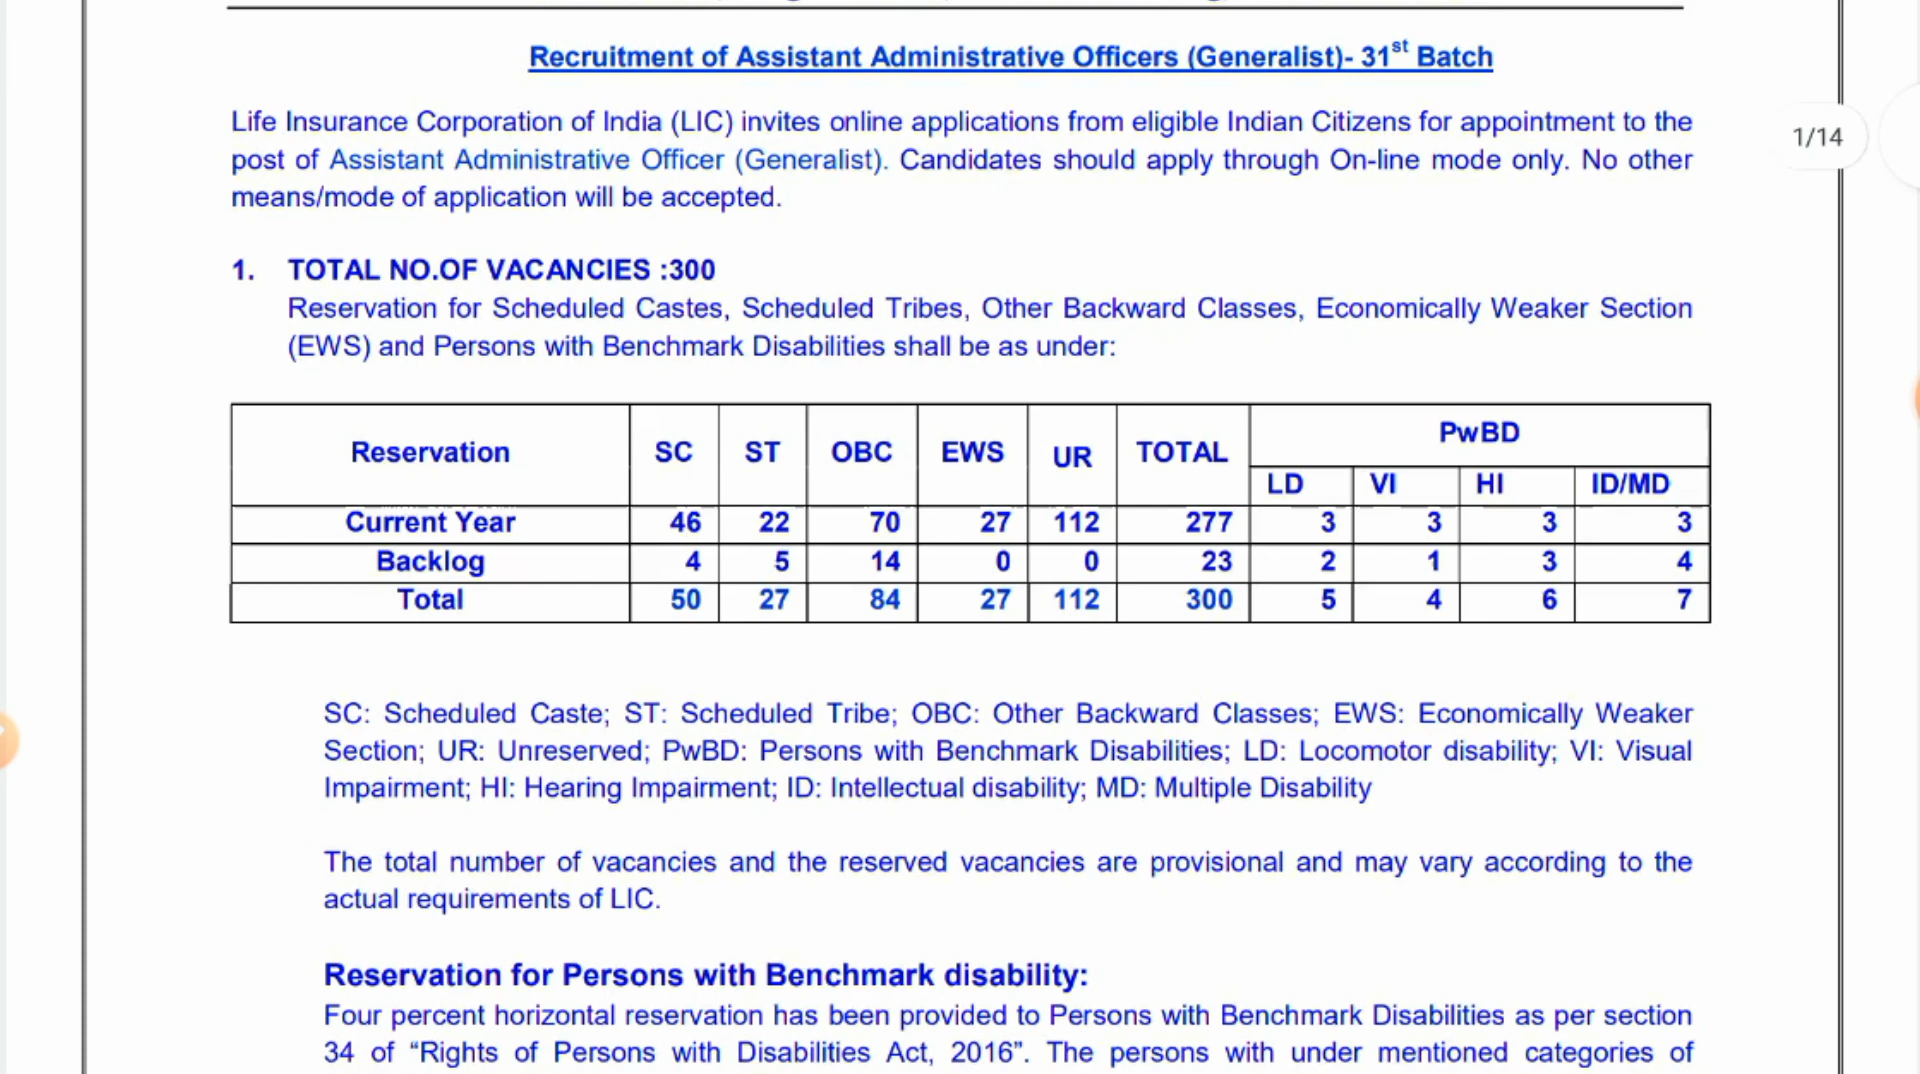 Recruitment of Assistant Administrative Officers (Generalist)- 31st Batch
Life Insurance Corporation of India (LIC) invites online applications from eligible Indian Citizens for appointment to the
post of Assistant Administrative Officer (Generalist). Candidates should apply through On-line mode only. No other
means/mode of application will be accepted.
1/14
1. TOTAL NO.OF VACANCIES :300
Reservation for Scheduled Castes, Scheduled Tribes, Other Backward Classes, Economically Weaker Section
(EWS) and Persons with Benchmark Disabilities shall be as under:
Reservation SC ST OBC EWS UR TOTAL PwBD
LD VI HI ID/MD
Current Year 46 22 70 27 112 277 3 3 3 3
Backlog 4 5 14 0 0 23 2 1 3 4
Total 50 27 84 27 112 300 5 4 6 7
SC: Scheduled Caste; ST: Scheduled Tribe; OBC: Other Backward Classes; EWS: Economically Weaker
Section; UR: Unreserved; PwBD: Persons with Benchmark Disabilities; LD: Locomotor disability; VI: Visual
Impairment; HI: Hearing Impairment; ID: Intellectual disability; MD: Multiple Disability
The total number of vacancies and the reserved vacancies are provisional and may vary according to the
actual requirements of LIC.
Reservation for Persons with Benchmark disability:
Four percent horizontal reservation has been provided to Persons with Benchmark Disabilities as per section
34 of “Rights of Persons with Disabilities Act, 2016”. The persons with under mentioned categories of